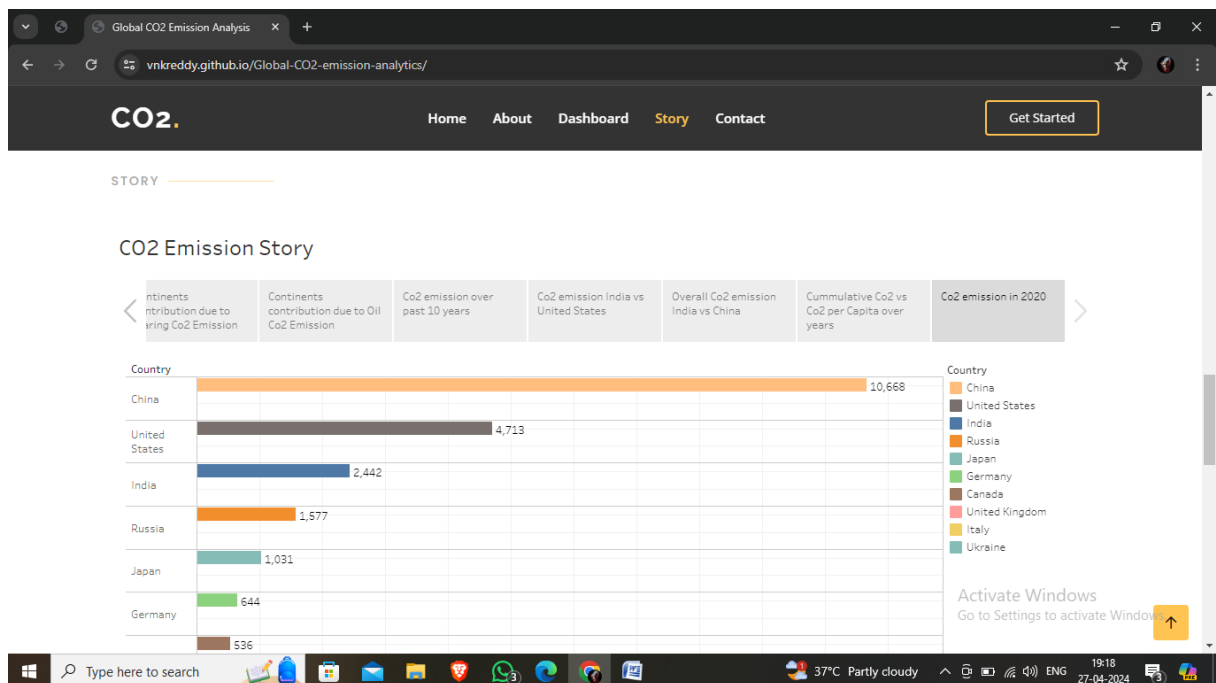 Global CO2 Emission Analysis
vnkreddy.github.io/Global-CO2-emission-analytics/
CO2.
Home About Dashboard Story Contact
Get Started
STORY
CO2 Emission Story
ntinents
ntribution due to
aring Co2 Emission
Continents
contribution due to Oil
Co2 Emission
Co2 emission over
past 10 years
Co2 emission India vs
United States
Overall Co2 emission
India vs China
Cummulative Co2 vs
Co2 per Capita over
years
Co2 emission in 2020
Country
China
10,668
United
States
4,713
India
2,442
Russia
1,577
Japan
1,031
Germany
644
536
Country
China
United States
India
Russia
Japan
Germany
Canada
United Kingdom
Italy
Ukraine
Activate Windows
Go to Settings to activate Windows.
Type here to search
3
1
37°C Partly cloudy
ENG
19:18
27-04-2024
3
PRE